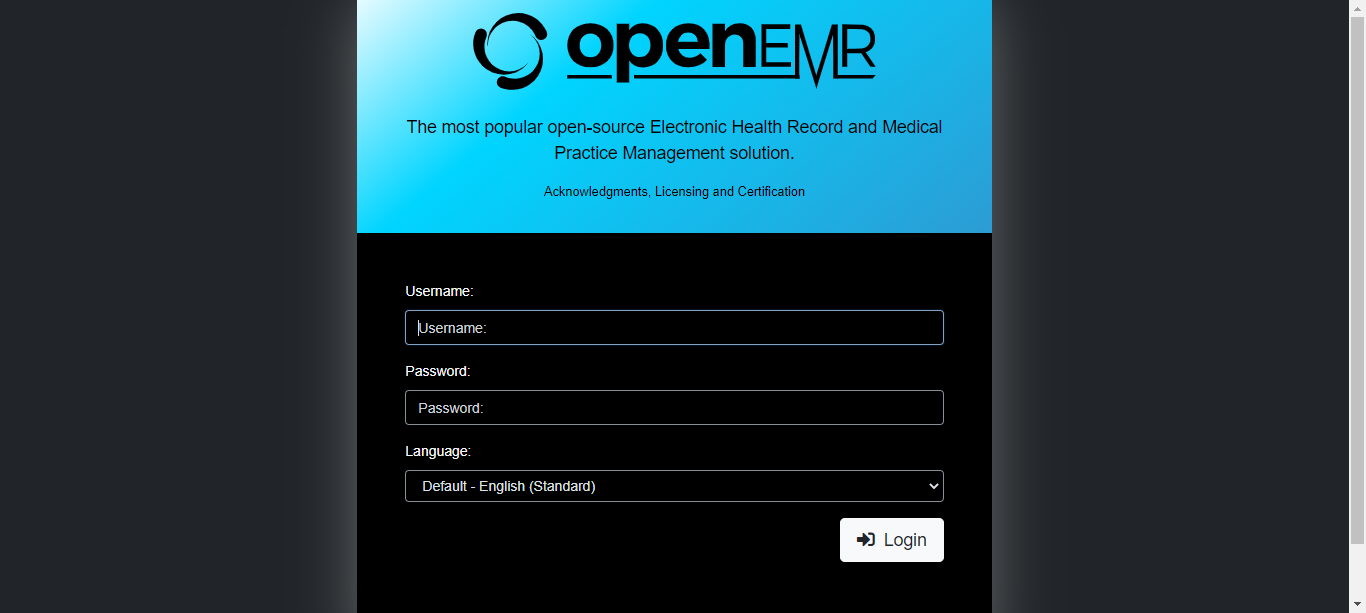 openEMR
The most popular open-source Electronic Health Record and Medical
Practice Management solution.
Acknowledgments, Licensing and Certification
Username:
Username:
Password:
Password:
Language:
Default - English (Standard)
Login